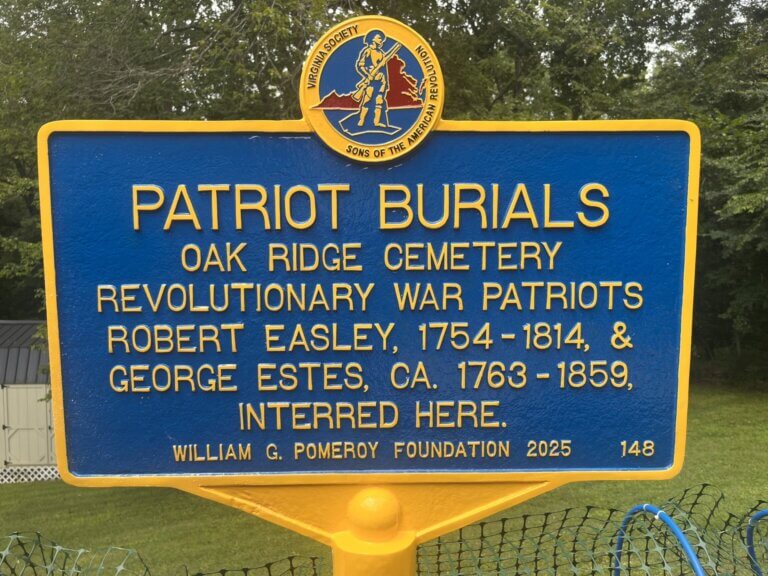 VIRGINIA SOCIETY
SONS OF THE AMERICAN REVOLUTION
PATRIOT BURIALS
OAK RIDGE CEMETERY
REVOLUTIONARY WAR PATRIOTS
ROBERT EASLEY, 1754-1814, &
GEORGE ESTES, CA. 1763-1859,
INTERRED HERE.
WILLIAM G. POMEROY FOUNDATION 2025 148